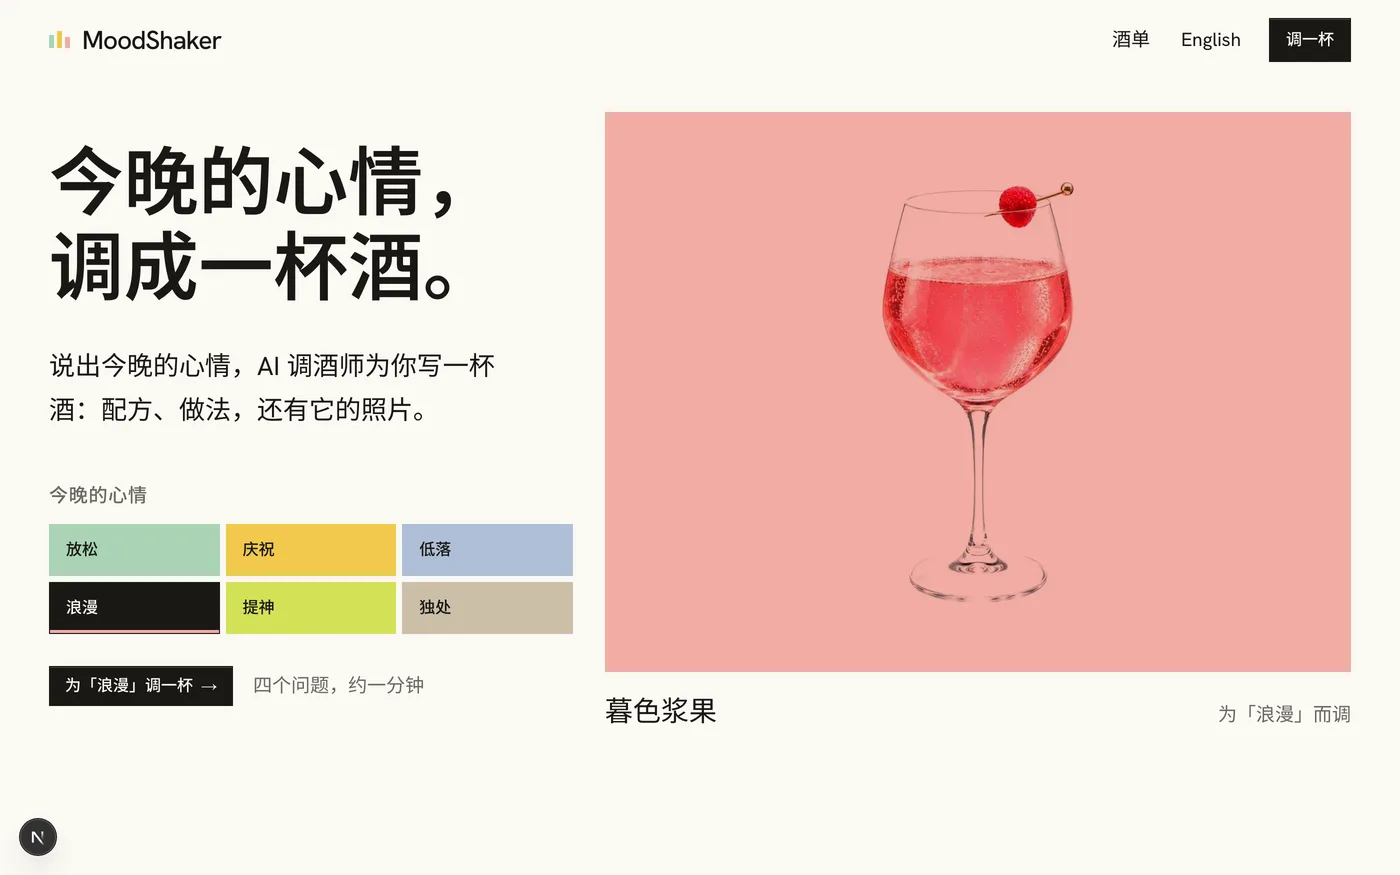 MoodShaker
酒单
English
调一杯
今晚的心情，
调成一杯酒。
说出今晚的心情，AI 调酒师为你写一杯
酒：配方、做法，还有它的照片。
今晚的心情
放松
庆祝
低落
浪漫
提神
独处
为「浪漫」调一杯 →
四个问题，约一分钟
暮色浆果
为「浪漫」而调
N